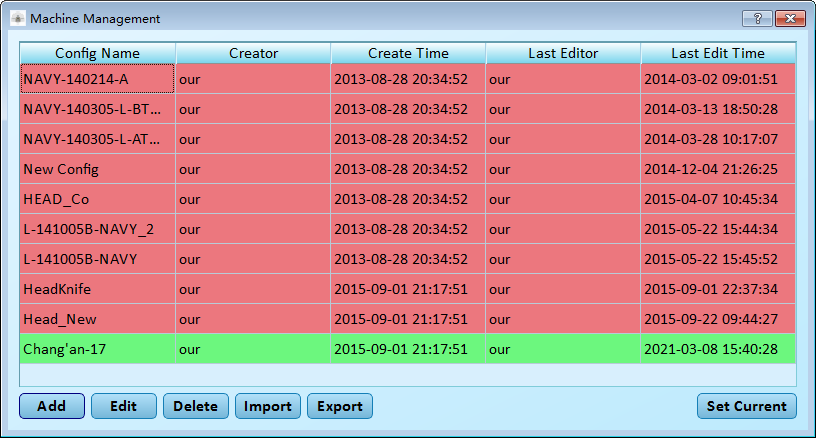 Machine Management
Config Name Creator Create Time Last Editor Last Edit Time
NAVY-140214-A our 2013-08-28 20:34:52 our 2014-03-02 09:01:51
NAVY-140305-L-BT... our 2013-08-28 20:34:52 our 2014-03-13 18:50:28
NAVY-140305-L-AT... our 2013-08-28 20:34:52 our 2014-03-28 10:17:07
New Config our 2013-08-28 20:34:52 our 2014-12-04 21:26:25
HEAD_Co our 2013-08-28 20:34:52 our 2015-04-07 10:45:34
L-141005B-NAVY_2 our 2013-08-28 20:34:52 our 2015-05-22 15:44:34
L-141005B-NAVY our 2013-08-28 20:34:52 our 2015-05-22 15:45:52
HeadKnife our 2015-09-01 21:17:51 our 2015-09-01 22:37:34
Head_New our 2015-09-01 21:17:51 our 2015-09-22 09:44:27
Chang'an-17 our 2015-09-01 21:17:51 our 2021-03-08 15:40:28
Add Edit Delete Import Export Set Current